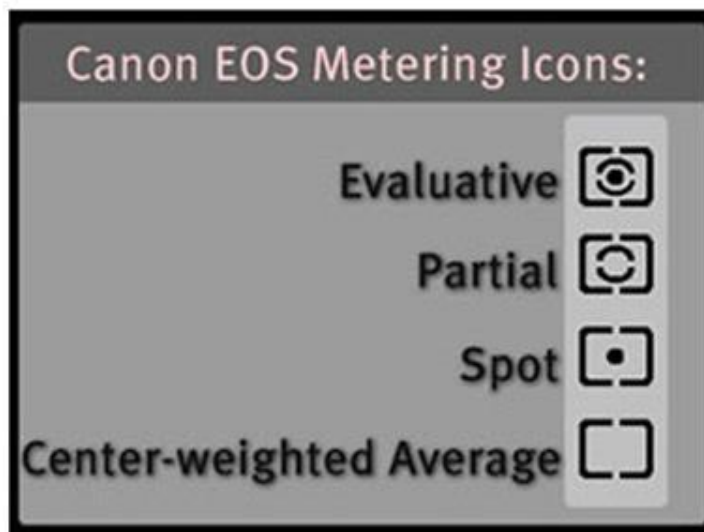 Canon EOS Metering Icons:
Evaluative
Partial
Spot
Center-weighted Average